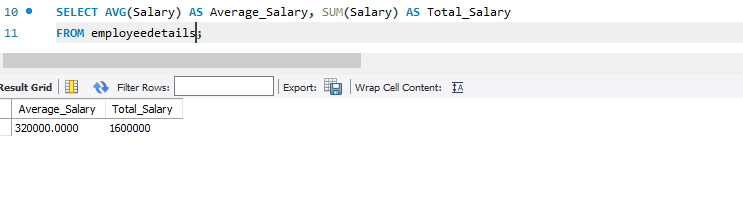 10 SELECT AVG(Salary) AS Average_Salary, SUM(Salary) AS Total_Salary
11 FROM employeedetails;
Result Grid Filter Rows: Export: Wrap Cell Content:
Average_Salary Total_Salary
320000.0000 1600000